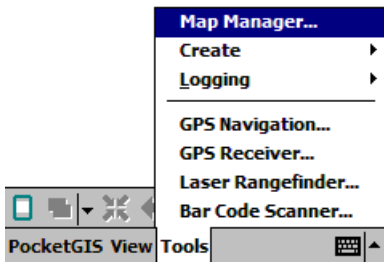 Map Manager...
Create
Logging
GPS Navigation...
GPS Receiver...
Laser Rangefinder...
Bar Code Scanner...
PocketGIS View Tools